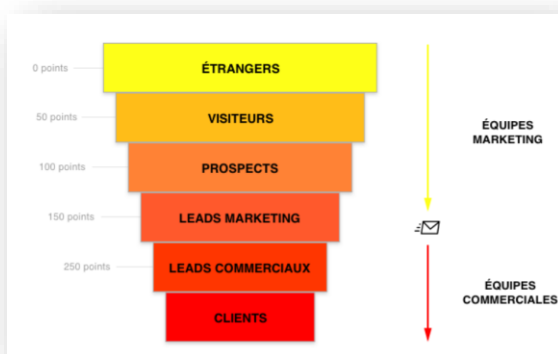 0 points
ÉTRANGERS
50 points
VISITEURS
100 points
PROSPECTS
150 points
LEADS MARKETING
250 points
LEADS COMMERCIAUX
CLIENTS
ÉQUIPES
MARKETING
ÉQUIPES
COMMERCIALES